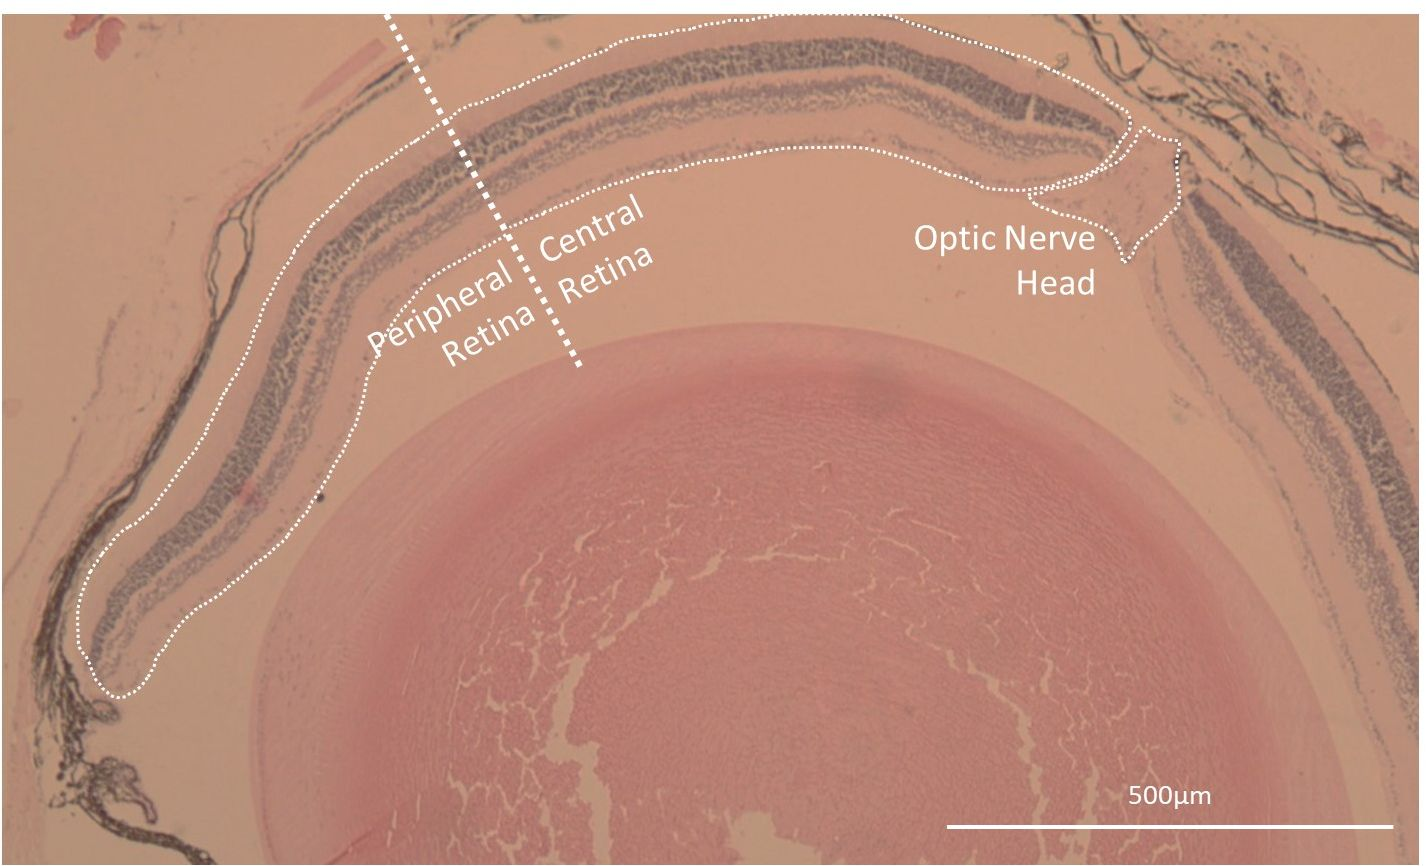 Central
Retina
Peripheral
Retina
Optic Nerve
Head
500µm